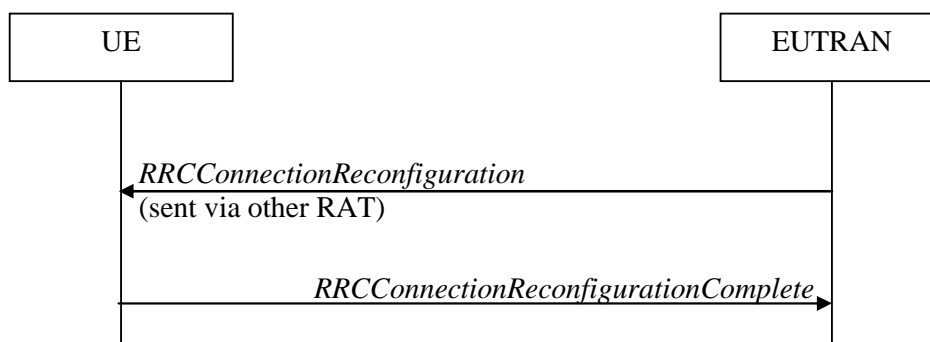 UE
EUTRAN
RRCConnectionReconfiguration
(sent via other RAT)
RRCConnectionReconfigurationComplete